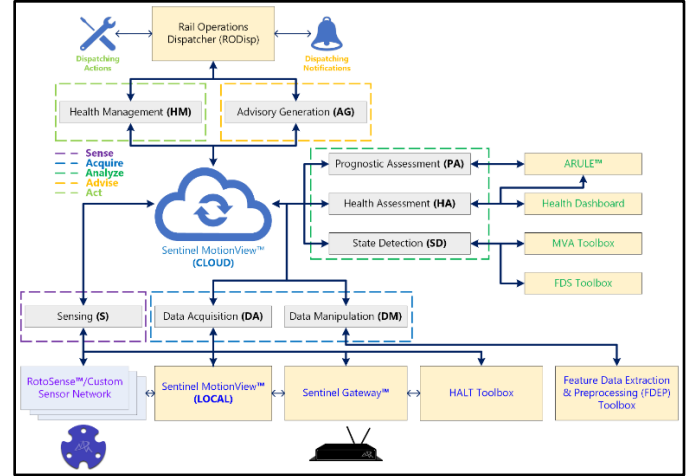 Rail Operations
Dispatcher (RODisp)
Dispatching
Actions
Dispatching
Notifications
Health Management (HM)
Advisory Generation (AG)
Sense
Acquire
Analyze
Advise
Act
Prognostic Assessment (PA)
ARULE™
Health Assessment (HA)
Health Dashboard
State Detection (SD)
MVA Toolbox
FDS Toolbox
Sentinel MotionView™
(CLOUD)
Sensing (S)
Data Acquisition (DA)
Data Manipulation (DM)
RotoSense™/Custom
Sensor Network
Sentinel MotionView™
(LOCAL)
Sentinel Gateway™
HALT Toolbox
Feature Data Extraction
& Preprocessing (FDEP)
Toolbox